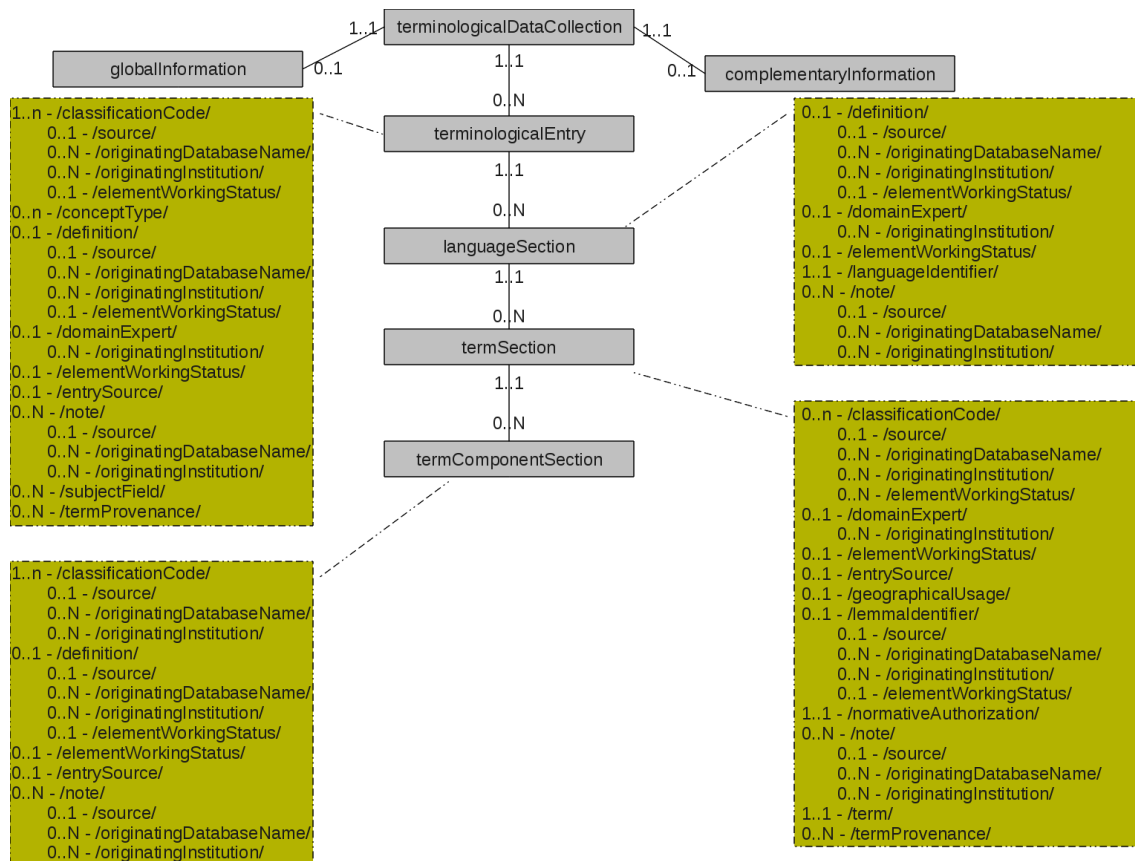 terminologicalDataCollection
1..1
1..1
globalInformation
0..1
1..1
0..1
complementaryInformation
0..N
terminologicalEntry
1..1
0..N
languageSection
1..1
0..N
termSection
1..1
0..N
termComponentSection
1..n - /classificationCode/
0..1 - /source/
0..N - /originatingDatabaseName/
0..N - /originatingInstitution/
0..1 - /elementWorkingStatus/
0..n - /conceptType/
0..1 - /definition/
0..1 - /source/
0..N - /originatingDatabaseName/
0..N - /originatingInstitution/
0..1 - /elementWorkingStatus/
0..1 - /domainExpert/
0..N - /originatingInstitution/
0..1 - /elementWorkingStatus/
0..1 - /entrySource/
0..N - /note/
0..1 - /source/
0..N - /originatingDatabaseName/
0..N - /originatingInstitution/
0..N - /subjectField/
0..N - /termProvenance/
1..n - /classificationCode/
0..1 - /source/
0..N - /originatingDatabaseName/
0..N - /originatingInstitution/
0..1 - /definition/
0..1 - /source/
0..N - /originatingDatabaseName/
0..N - /originatingInstitution/
0..1 - /elementWorkingStatus/
0..1 - /elementWorkingStatus/
0..1 - /entrySource/
0..N - /note/
0..1 - /source/
0..N - /originatingDatabaseName/
0..N - /originatingInstitution/
0..1 - /definition/
0..1 - /source/
0..N - /originatingDatabaseName/
0..N - /originatingInstitution/
0..1 - /elementWorkingStatus/
0..1 - /domainExpert/
0..N - /originatingInstitution/
0..1 - /elementWorkingStatus/
1..1 - /languageIdentifier/
0..N - /note/
0..1 - /source/
0..N - /originatingDatabaseName/
0..N - /originatingInstitution/
0..n - /classificationCode/
0..1 - /source/
0..N - /originatingDatabaseName/
0..N - /originatingInstitution/
0..N - /elementWorkingStatus/
0..1 - /domainExpert/
0..N - /originatingInstitution/
0..1 - /elementWorkingStatus/
0..1 - /entrySource/
0..1 - /geographicalUsage/
0..1 - /lemmaIdentifier/
0..1 - /source/
0..N - /originatingDatabaseName/
0..N - /originatingInstitution/
0..1 - /elementWorkingStatus/
1..1 - /normativeAuthorization/
0..N - /note/
0..1 - /source/
0..N - /originatingDatabaseName/
0..N - /originatingInstitution/
1..1 - /term/
0..N - /termProvenance/